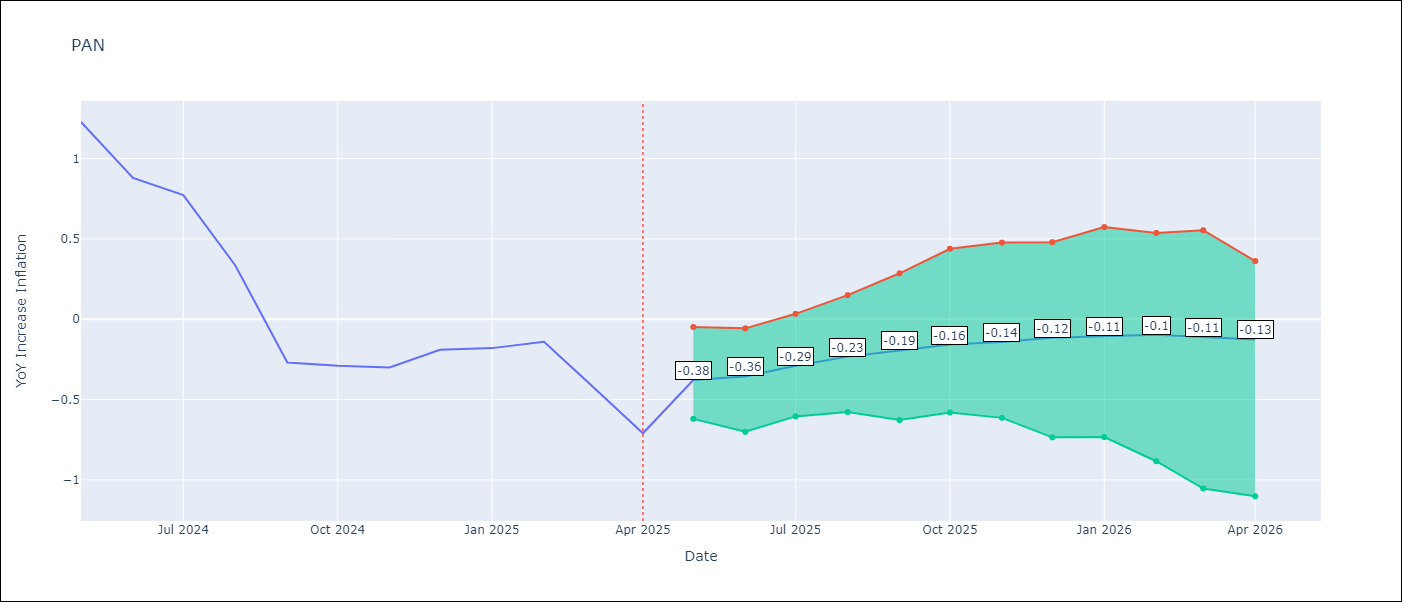 PAN
YoY Increase Inflation
1
0.5
0
−0.5
−1
-0.38
-0.36
-0.29
-0.23
-0.19
-0.16
-0.14
-0.12
-0.11
-0.1
-0.11
-0.13
Jul 2024
Oct 2024
Jan 2025
Apr 2025
Jul 2025
Oct 2025
Jan 2026
Apr 2026
Date